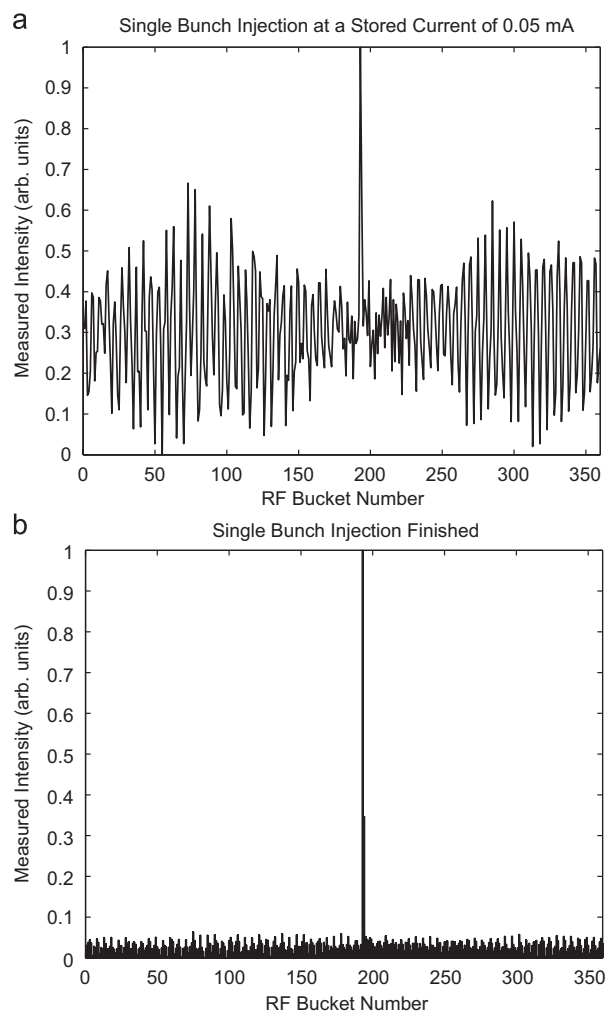 a
Single Bunch Injection at a Stored Current of 0.05 mA
1
0.9
0.8
0.7
0.6
0.5
0.4
0.3
0.2
0.1
0
Measured Intensity (arb. units)
0 50 100 150 200 250 300 350
RF Bucket Number
b
Single Bunch Injection Finished
1
0.9
0.8
0.7
0.6
0.5
0.4
0.3
0.2
0.1
0
Measured Intensity (arb. units)
0 50 100 150 200 250 300 350
RF Bucket Number